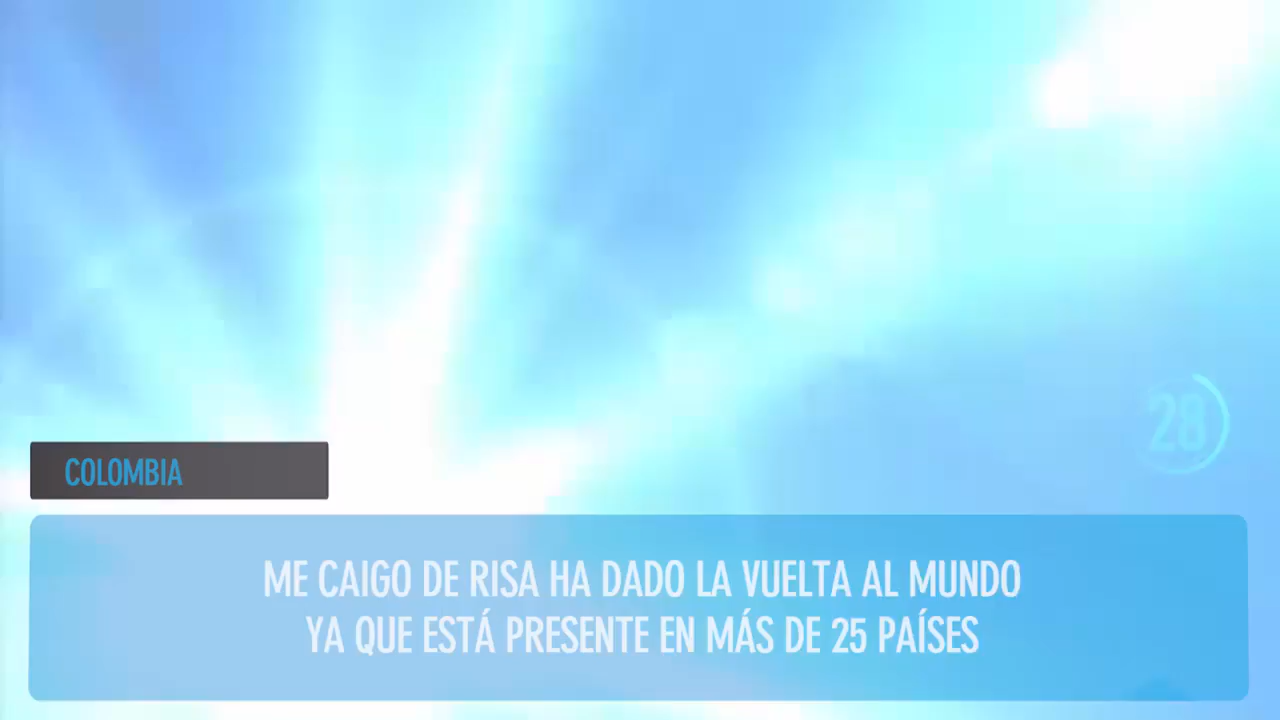 28
COLOMBIA
ME CAIGO DE RISA HA DADO LA VUELTA AL MUNDO
YA QUE ESTÁ PRESENTE EN MÁS DE 25 PAÍSES